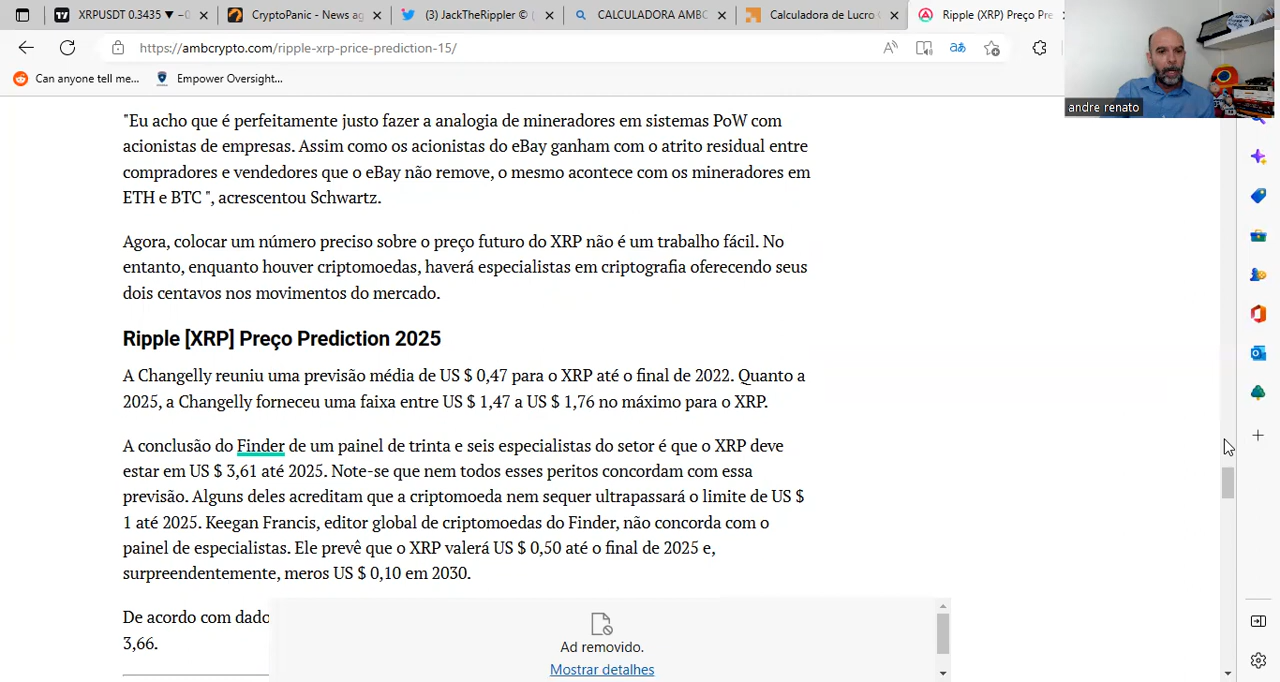 XRPUSDT 0.3435 ▼ −0
CryptoPanic - News ag
(3) JackTheRippler ©
CALCULADORA AMBC
Calculadora de Lucro
Ripple (XRP) Preço Pre
https://ambcrypto.com/ripple-xrp-price-prediction-15/
Can anyone tell me...
Empower Oversight...
andre renato
"Eu acho que é perfeitamente justo fazer a analogia de mineradores em sistemas PoW com
acionistas de empresas. Assim como os acionistas do eBay ganham com o atrito residual entre
compradores e vendedores que o eBay não remove, o mesmo acontece com os mineradores em
ETH e BTC ", acrescentou Schwartz.
Agora, colocar um número preciso sobre o preço futuro do XRP não é um trabalho fácil. No
entanto, enquanto houver criptomoedas, haverá especialistas em criptografia oferecendo seus
dois centavos nos movimentos do mercado.
Ripple [XRP] Preço Prediction 2025
A Changelly reuniu uma previsão média de US $ 0,47 para o XRP até o final de 2022. Quanto a
2025, a Changelly forneceu uma faixa entre US $ 1,47 a US $ 1,76 no máximo para o XRP.
A conclusão do Finder de um painel de trinta e seis especialistas do setor é que o XRP deve
estar em US $ 3,61 até 2025. Note-se que nem todos esses peritos concordam com essa
previsão. Alguns deles acreditam que a criptomoeda nem sequer ultrapassará o limite de US $
1 até 2025. Keegan Francis, editor global de criptomoedas do Finder, não concorda com o
painel de especialistas. Ele prevê que o XRP valerá US $ 0,50 até o final de 2025 e,
surpreendentemente, meros US $ 0,10 em 2030.
De acordo com dado
3,66.
Ad removido.
Mostrar detalhes